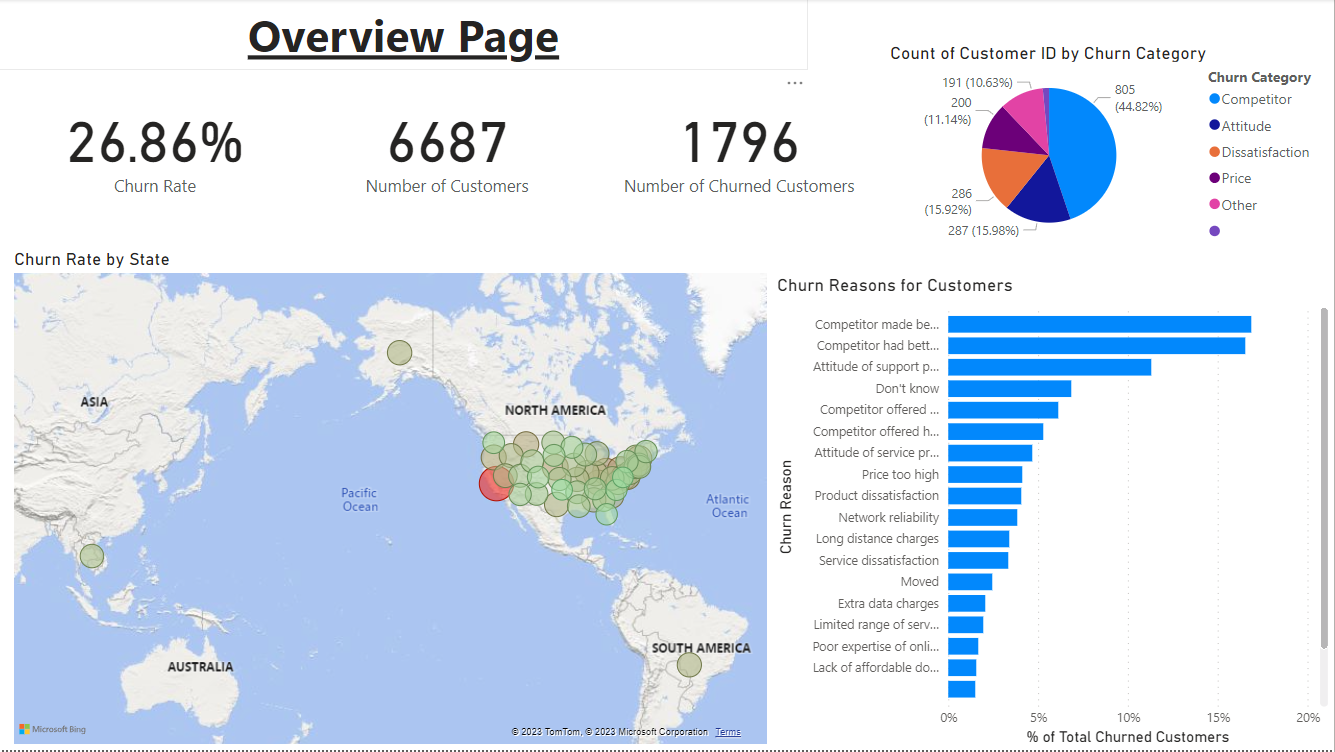 Overview Page
...
26.86%
Churn Rate
6687
Number of Customers
1796
Number of Churned Customers
Count of Customer ID by Churn Category
191 (10.63%)
200
(11.14%)
286
(15.92%)
287 (15.98%)
805
(44.82%)
Churn Category
Competitor
Attitude
Dissatisfaction
Price
Other
Churn Rate by State
ASIA
NORTH AMERICA
Pacific
Ocean
Atlantic
Ocean
AUSTRALIA
SOUTH AMERICA
Microsoft Bing
© 2023 TomTom, © 2023 Microsoft Corporation Terms
Churn Reasons for Customers
Churn Reason
Competitor made be...
Competitor had bett...
Attitude of support p...
Don't know
Competitor offered ...
Competitor offered h...
Attitude of service pr...
Price too high
Product dissatisfaction
Network reliability
Long distance charges
Service dissatisfaction
Moved
Extra data charges
Limited range of serv...
Poor expertise of onli...
Lack of affordable do...
0% 5% 10% 15% 20%
% of Total Churned Customers